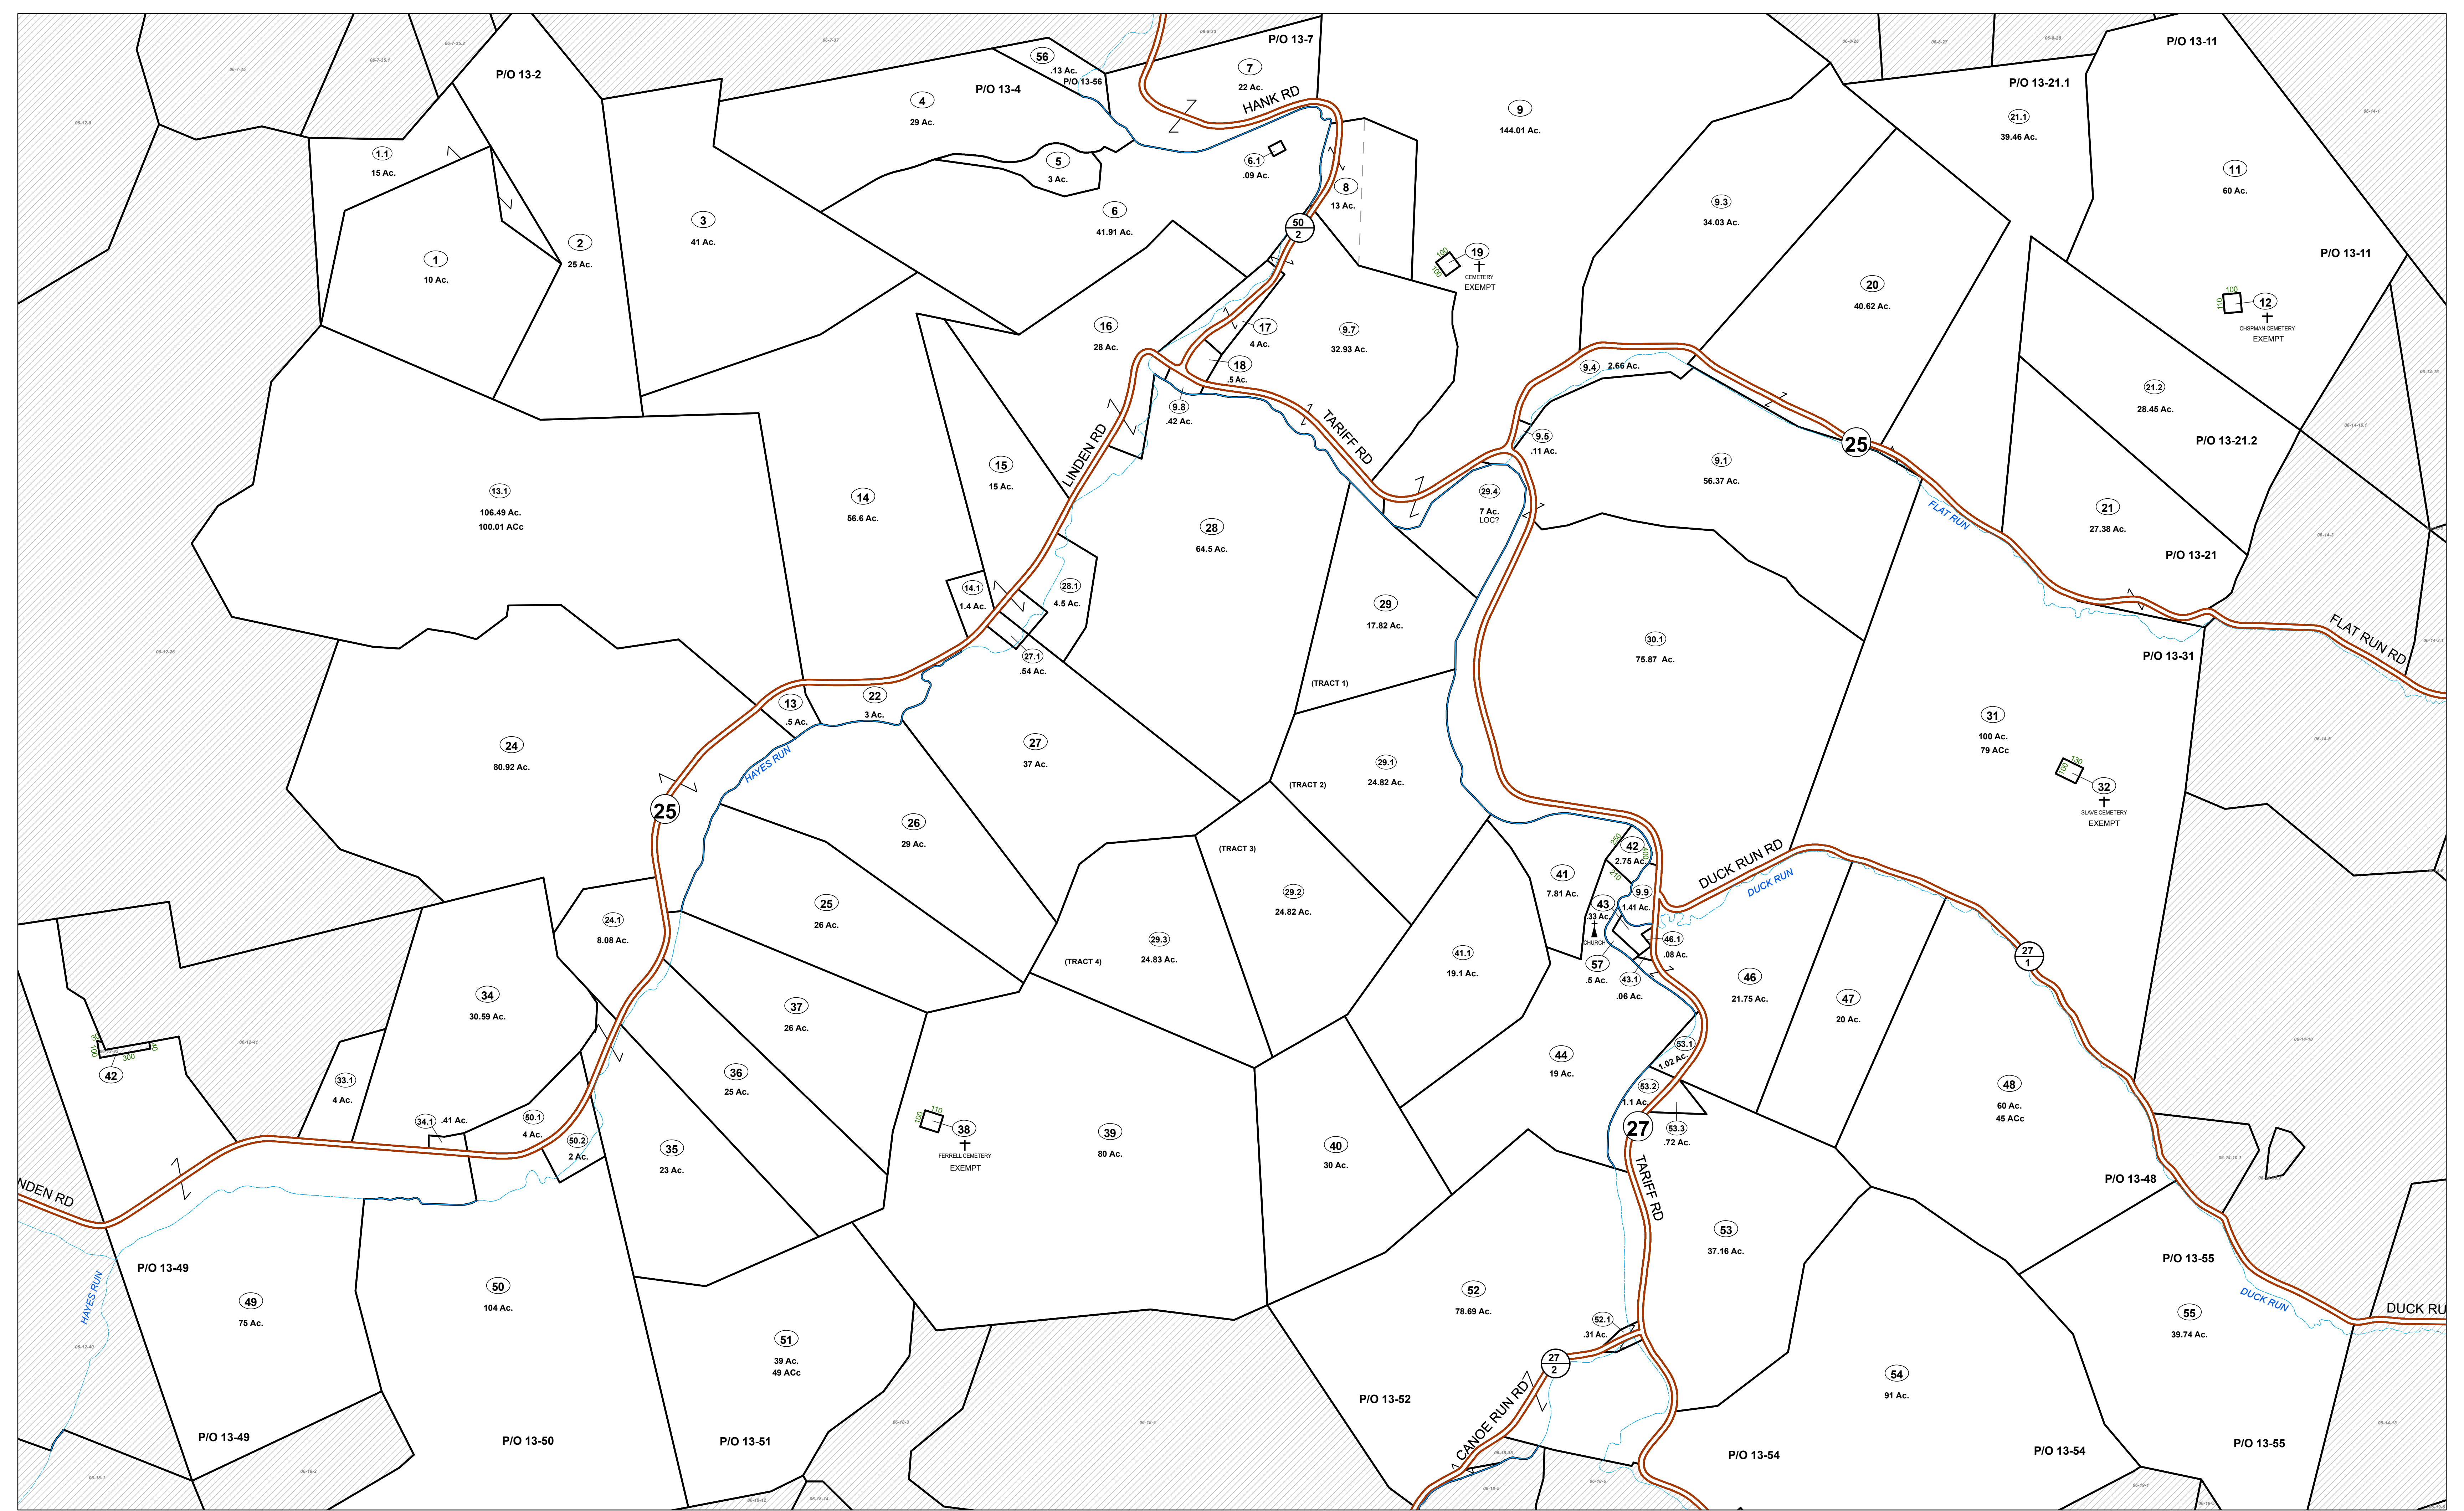 P/O 13-2
P/O 13-4
56
.13 Ac.
P/O 13-56
P/O 13-7
7
22 Ac.
HANK RD
9
144.01 Ac.
P/O 13-21.1
21.1
39.46 Ac.
P/O 13-11
11
60 Ac.
P/O 13-11
4
29 Ac.
5
3 Ac.
6.1
.09 Ac.
8
13 Ac.
1.1
15 Ac.
1
10 Ac.
2
25 Ac.
3
41 Ac.
6
41.91 Ac.
50
2
9.3
34.03 Ac.
20
40.62 Ac.
100
100
19
CEMETERY
EXEMPT
100
110
12
CHSPMAN CEMETERY
EXEMPT
16
28 Ac.
17
4 Ac.
18
.5 Ac.
9.7
32.93 Ac.
9.4
2.66 Ac.
9.8
.42 Ac.
TARIFF RD
LINDEN RD
9.5
.11 Ac.
25
9.1
56.37 Ac.
21.2
28.45 Ac.
P/O 13-21.2
21
27.38 Ac.
P/O 13-21
FLAT RUN
FLAT RUN RD
13.1
106.49 Ac.
100.01 ACc
14
56.6 Ac.
15
15 Ac.
28
64.5 Ac.
29.4
7 Ac.
LOC?
14.1
1.4 Ac.
28.1
4.5 Ac.
27.1
.54 Ac.
29
17.82 Ac.
(TRACT 1)
30.1
75.87 Ac.
P/O 13-31
31
100 Ac.
79 ACc
130
100
32
SLAVE CEMETERY
EXEMPT
13
.5 Ac.
22
3 Ac.
24
80.92 Ac.
HAYES RUN
25
27
37 Ac.
29.1
24.82 Ac.
(TRACT 2)
26
29 Ac.
(TRACT 3)
29.2
24.82 Ac.
250
42
2.75 Ac.
400
210
41
7.81 Ac.
9.9
1.41 Ac.
DUCK RUN RD
DUCK RUN
43
.33 Ac.
CHURCH
46.1
.08 Ac.
57
.5 Ac.
43.1
.06 Ac.
25
26 Ac.
24.1
8.08 Ac.
29.3
24.83 Ac.
(TRACT 4)
41.1
19.1 Ac.
46
21.75 Ac.
47
20 Ac.
27
1
34
30.59 Ac.
37
26 Ac.
100
300
40
42
33.1
4 Ac.
36
25 Ac.
44
19 Ac.
53.1
1.02 Ac.
53.2
1.1 Ac.
27
53.3
.72 Ac.
48
60 Ac.
45 ACc
34.1
.41 Ac.
50.1
4 Ac.
50.2
2 Ac.
35
23 Ac.
110
100
38
FERRELL CEMETERY
EXEMPT
39
80 Ac.
40
30 Ac.
TARIFF RD
P/O 13-48
NDEN RD
P/O 13-49
HAYES RUN
49
75 Ac.
50
104 Ac.
53
37.16 Ac.
P/O 13-55
DUCK RUN
DUCK RU
52
78.69 Ac.
52.1
.31 Ac.
27
2
55
39.74 Ac.
51
39 Ac.
49 ACc
54
91 Ac.
P/O 13-52
CANOE RUN RD
P/O 13-49
P/O 13-50
P/O 13-51
P/O 13-54
P/O 13-54
P/O 13-55